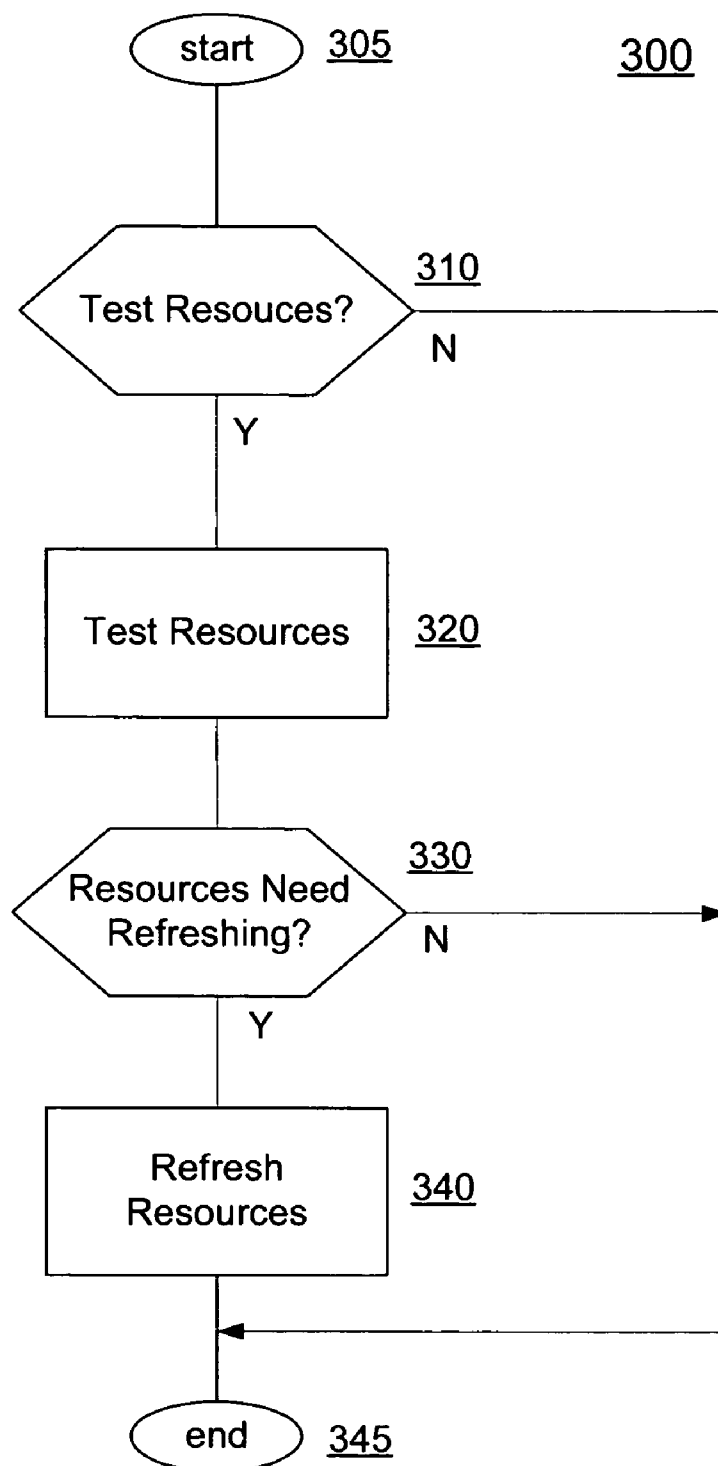 start 305
300
310
Test Resouces?
N
Y
Test Resources 320
330
Resources Need
Refreshing?
N
Y
Refresh
Resources
340
end 345